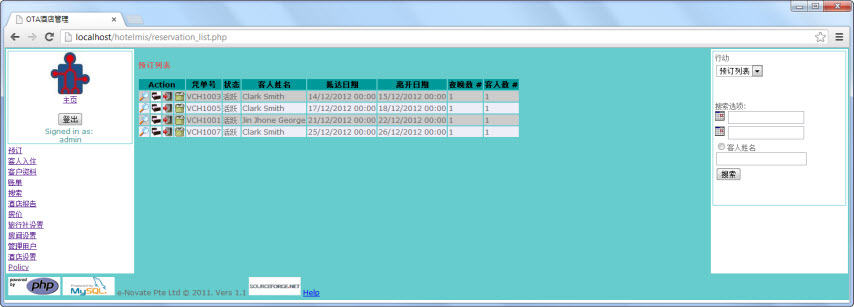 OTA酒店管理
localhost/hotelmis/reservation_list.php
主页
登出
Signed in as:
admin
预订
客人入住
客户资料
账单
搜索
酒店报告
房价
旅行社设置
房间设置
管理用户
酒店设置
Policy
预订列表
Action 凭单号 状态 客人姓名 抵达日期 离开日期 夜晚数 # 客人数 #
VCH1003 活跃 Clark Smith 14/12/2012 00:00 15/12/2012 00:00 1 1
VCH1005 活跃 Clark Smith 17/12/2012 00:00 18/12/2012 00:00 1 1
VCH1001 活跃 Jin Jhone George 21/12/2012 00:00 22/12/2012 00:00 1 1
VCH1007 活跃 Clark Smith 25/12/2012 00:00 26/12/2012 00:00 1 1
行动
预订列表
搜索选项:
客人姓名
搜索
powered by php
Powered by MySQL
e-Novate Pte Ltd © 2011. Vers 1.1
SOURCEFORGE.NET
Help